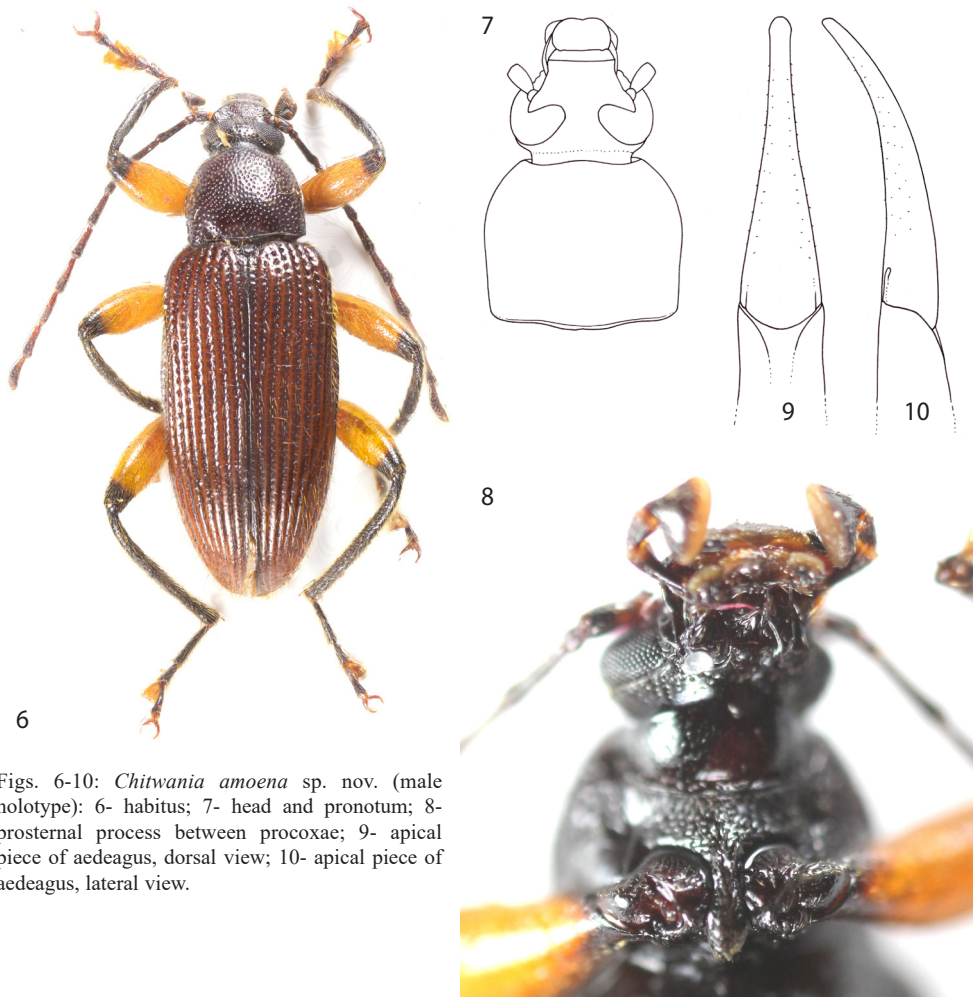 7
9
10
8
6
Figs. 6-10: Chitwania amoena sp. nov. (male
holotype): 6- habitus; 7- head and pronotum; 8-
prosternal process between procoxae; 9- apical
piece of aedeagus, dorsal view; 10- apical piece of
aedeagus, lateral view.